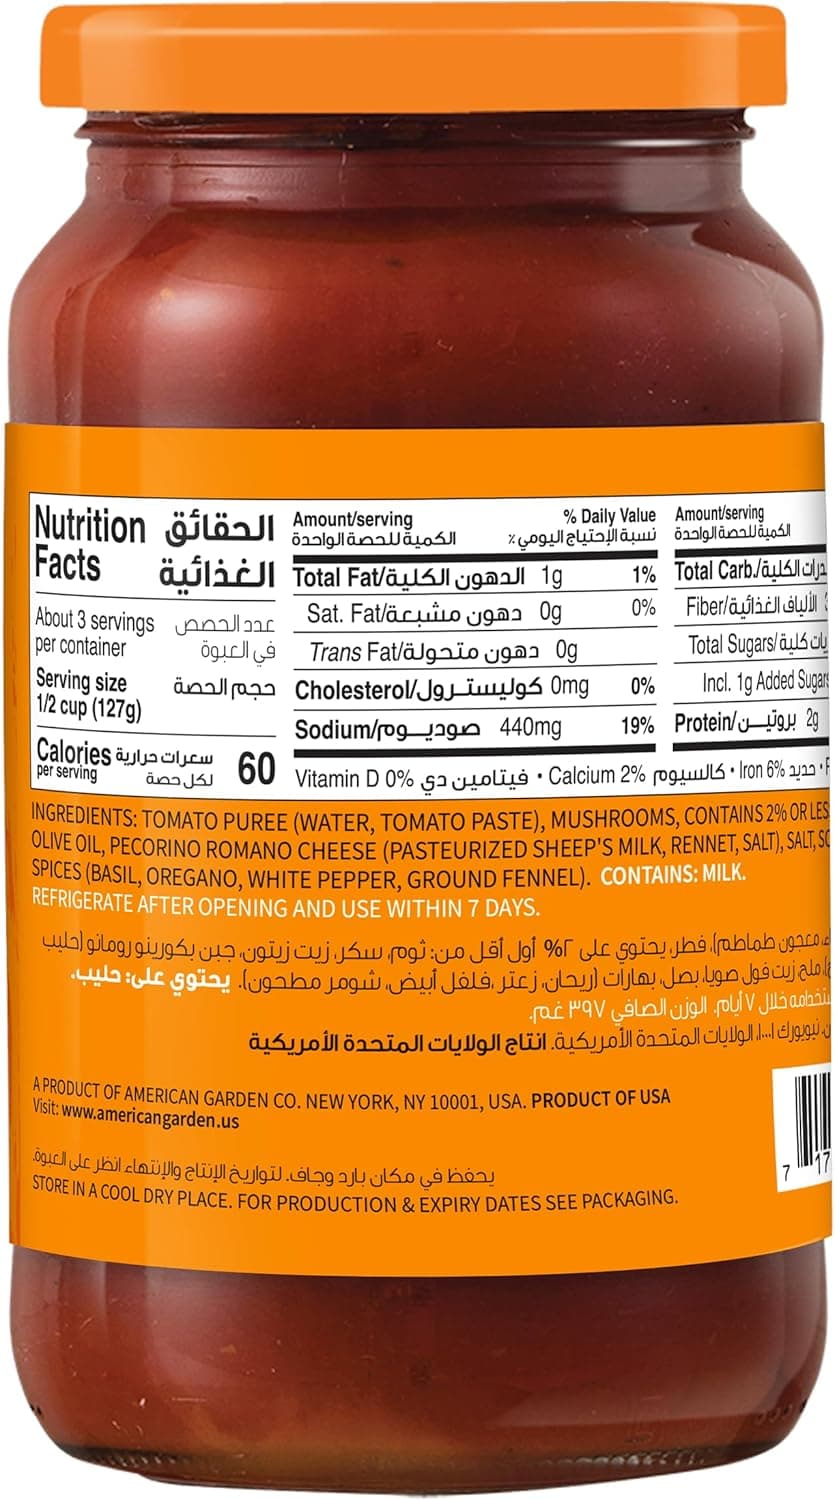 Nutrition الحقائق
Facts الغذائية
About 3 servings عدد الحصص
per container في العبوة
Serving size حجم الحصة
1/2 cup (127g)
Calories سعرات حرارية 60
per serving لكل حصة
Amount/serving % Daily Value
الكمية للحصة الواحدة نسبة الإحتياج اليومي ٪
Total Fat/الدهون الكلية 1g 1%
Sat. Fat/دهون مشبعة 0g 0%
Trans Fat/دهون متحولة 0g
Cholesterol/كوليسترول 0mg 0%
Sodium/صوديوم 440mg 19%
Amount/serving
الكمية للحصة الواحدة
Total Carb./الكلية
Fiber/الألياف الغذائية
Total Sugars/كلية
Incl. 1g Added Sugars
Protein/بروتين 2g
Vitamin D 0% فيتامين دي • Calcium 2% كالسيوم • Iron 6% حديد •
INGREDIENTS: TOMATO PUREE (WATER, TOMATO PASTE), MUSHROOMS, CONTAINS 2% OR
OLIVE OIL, PECORINO ROMANO CHEESE (PASTEURIZED SHEEP'S MILK, RENNET, SALT), SALT,
SPICES (BASIL, OREGANO, WHITE PEPPER, GROUND FENNEL). CONTAINS: MILK.
REFRIGERATE AFTER OPENING AND USE WITHIN 7 DAYS.
معجون طماطم)، فطر، يحتوي على ٢% أول أقل من: ثوم، سكر، زيت زيتون، جبن بكورينو رومانو (حليب
ملح، زيت فول صويا، بصل، بهارات (ريحان، زعتر، فلفل أبيض، شومر مطحون). يحتوي على: حليب.
خلال ٧ أيام. الوزن الصافي ٣٩٧ غم.
نيويورك ١٠٠٠١، الولايات المتحدة الأمريكية. انتاج الولايات المتحدة الأمريكية
A PRODUCT OF AMERICAN GARDEN CO. NEW YORK, NY 10001, USA. PRODUCT OF USA
Visit: www.americangarden.us
يحفظ في مكان بارد وجاف. لتواريخ الإنتاج والإنتهاء انظر على العبوة.
STORE IN A COOL DRY PLACE. FOR PRODUCTION & EXPIRY DATES SEE PACKAGING.
7 17